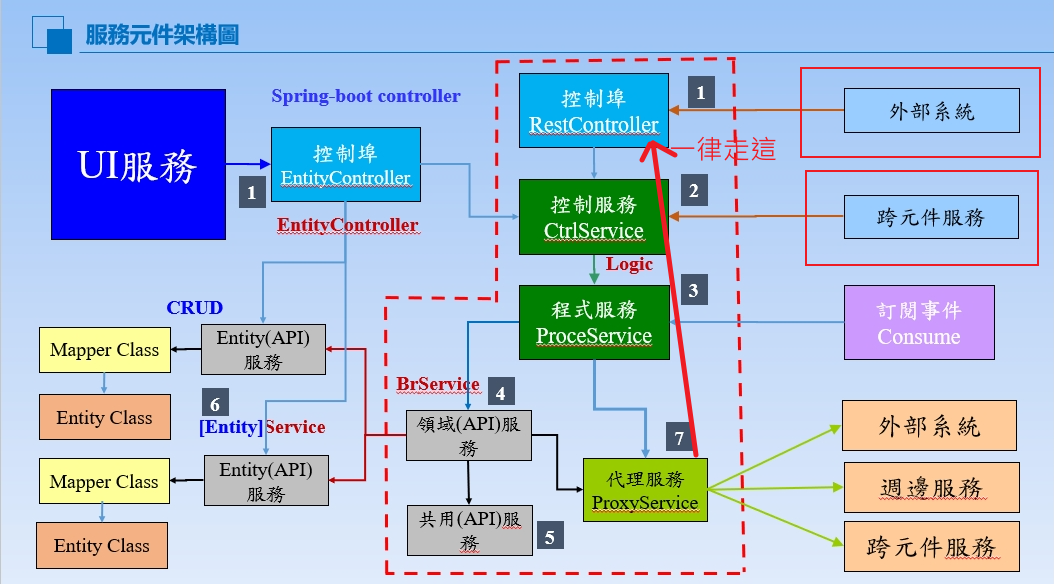 服務元件架構圖
Spring-boot controller
UI服務
1
控制埠
EntityController
EntityController
控制埠
RestController
1
外部系統
一律走這
控制服務
CtrlService
2
跨元件服務
Logic
程式服務
ProceService
3
訂閱事件
Consume
CRUD
Mapper Class
Entity(API)
服務
Entity Class
6
[Entity]Service
Mapper Class
Entity(API)
服務
Entity Class
BrService
4
領域(API)服
務
共用(API)服
務
5
7
代理服務
ProxyService
外部系統
週邊服務
跨元件服務